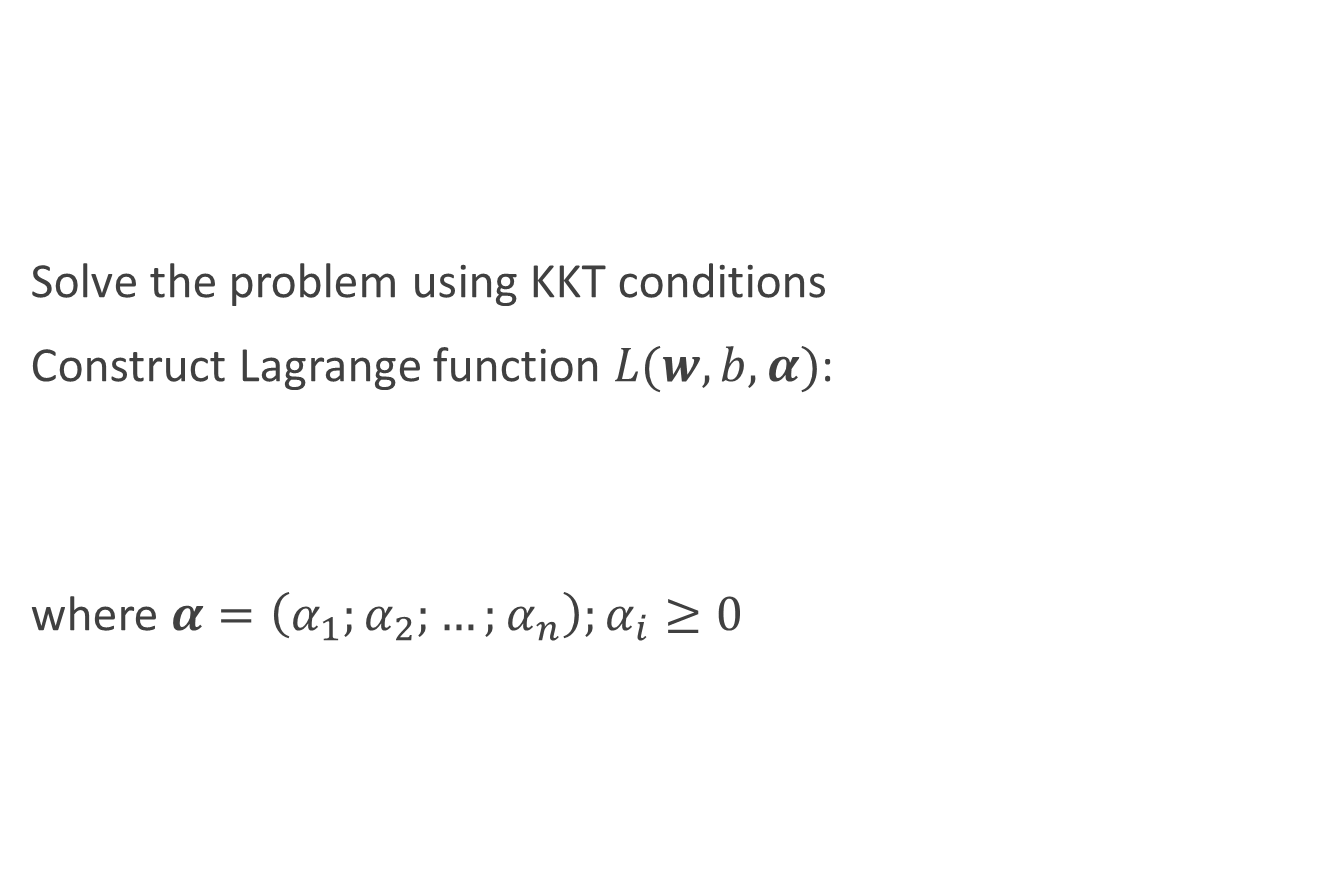 Solve the problem using KKT conditions
Construct Lagrange function 𝐿(𝒘, 𝑏, 𝜶):
where 𝜶 = (𝛼₁; 𝛼₂; … ; 𝛼ₙ); 𝛼ᵢ ≥ 0